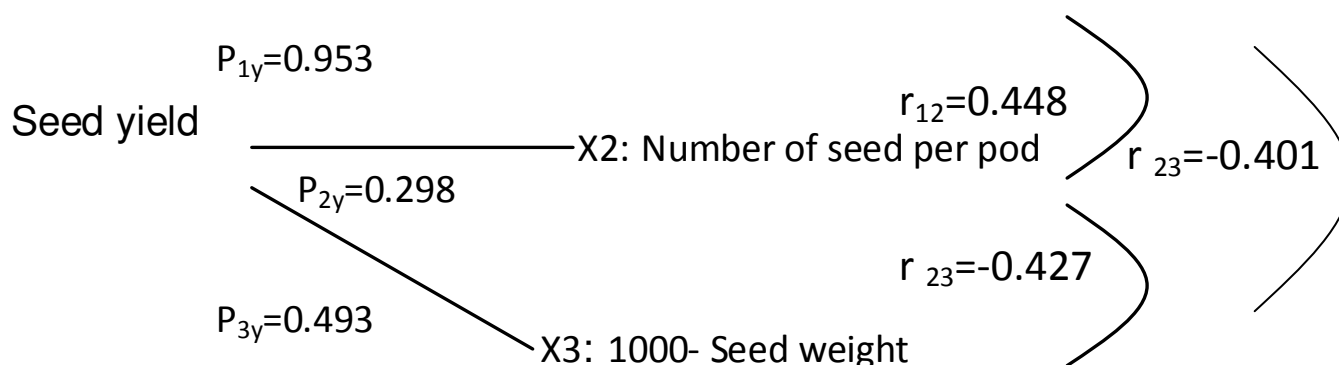 P₁y=0.953
Seed yield
r₁₂=0.448
X2: Number of seed per pod
r ₂₃=-0.401
P₂y=0.298
r ₂₃=-0.427
P₃y=0.493
X3: 1000- Seed weight